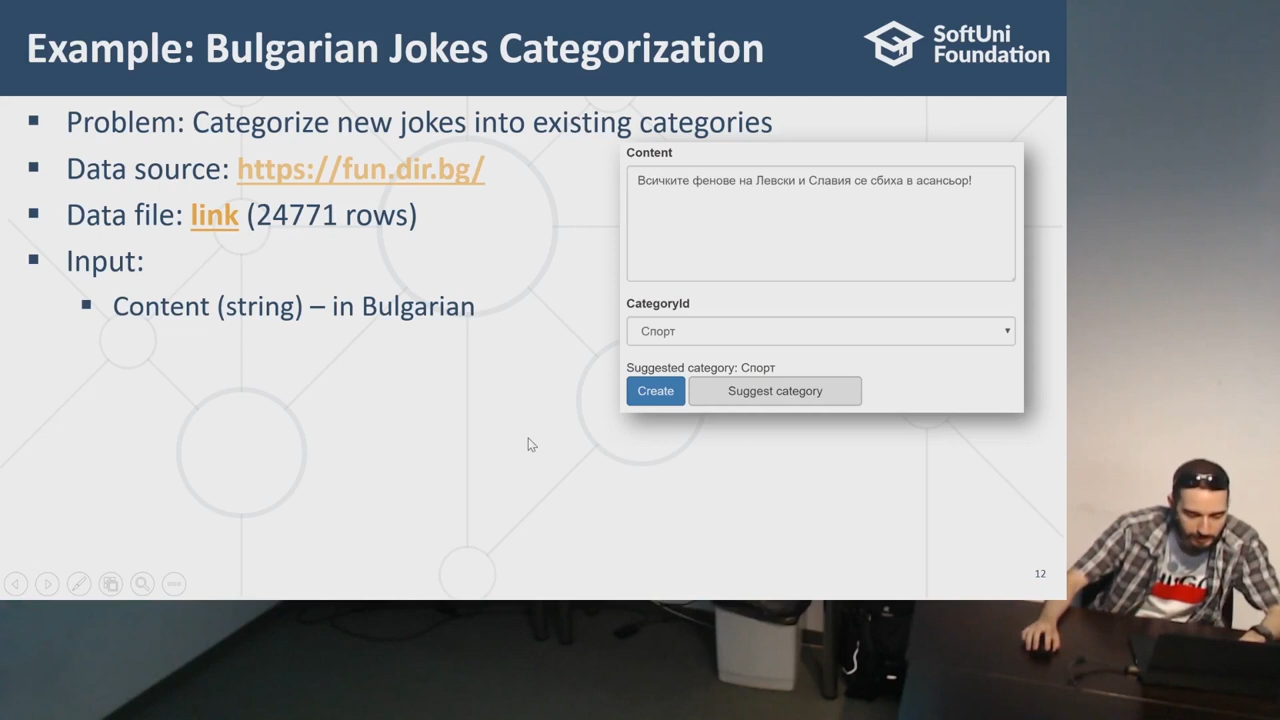 Example: Bulgarian Jokes Categorization
SoftUni
Foundation
Problem: Categorize new jokes into existing categories
Data source: https://fun.dir.bg/
Data file: link (24771 rows)
Input:
Content (string) – in Bulgarian
Content
Всичките фенове на Левски и Славия се сбиха в асансьор!
CategoryId
Спорт
Suggested category: Спорт
Create
Suggest category
12